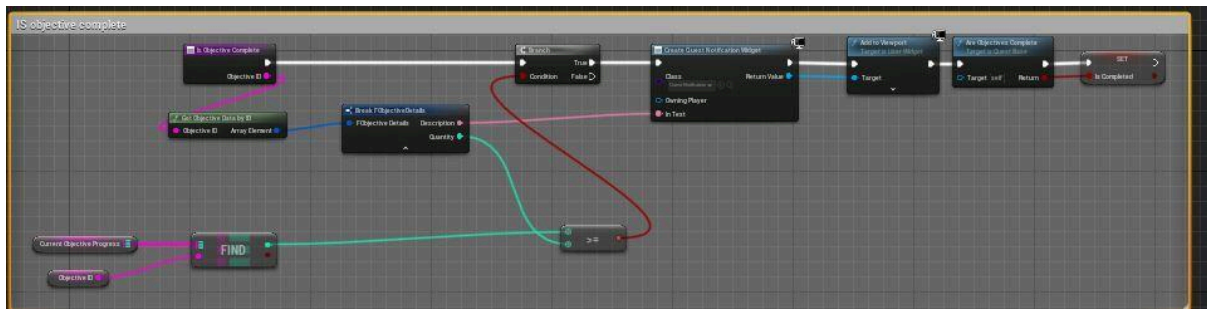 IS objective complete
Is Objective Complete
Objective ID
Get Objective Data by ID
Objective ID Array Element
Break FObjectiveDetails
FObjective Details Description
Quantity
Current Objective Progress
Objective ID
FIND
>=
Branch
True
Condition False
Create Quest Notification Widget
Class Return Value
Owning Player
In Text
Add to Viewport
Target is User Widget
Target
Are Objectives Complete
Target is Quest Base
Target self Return
SET
Is Completed